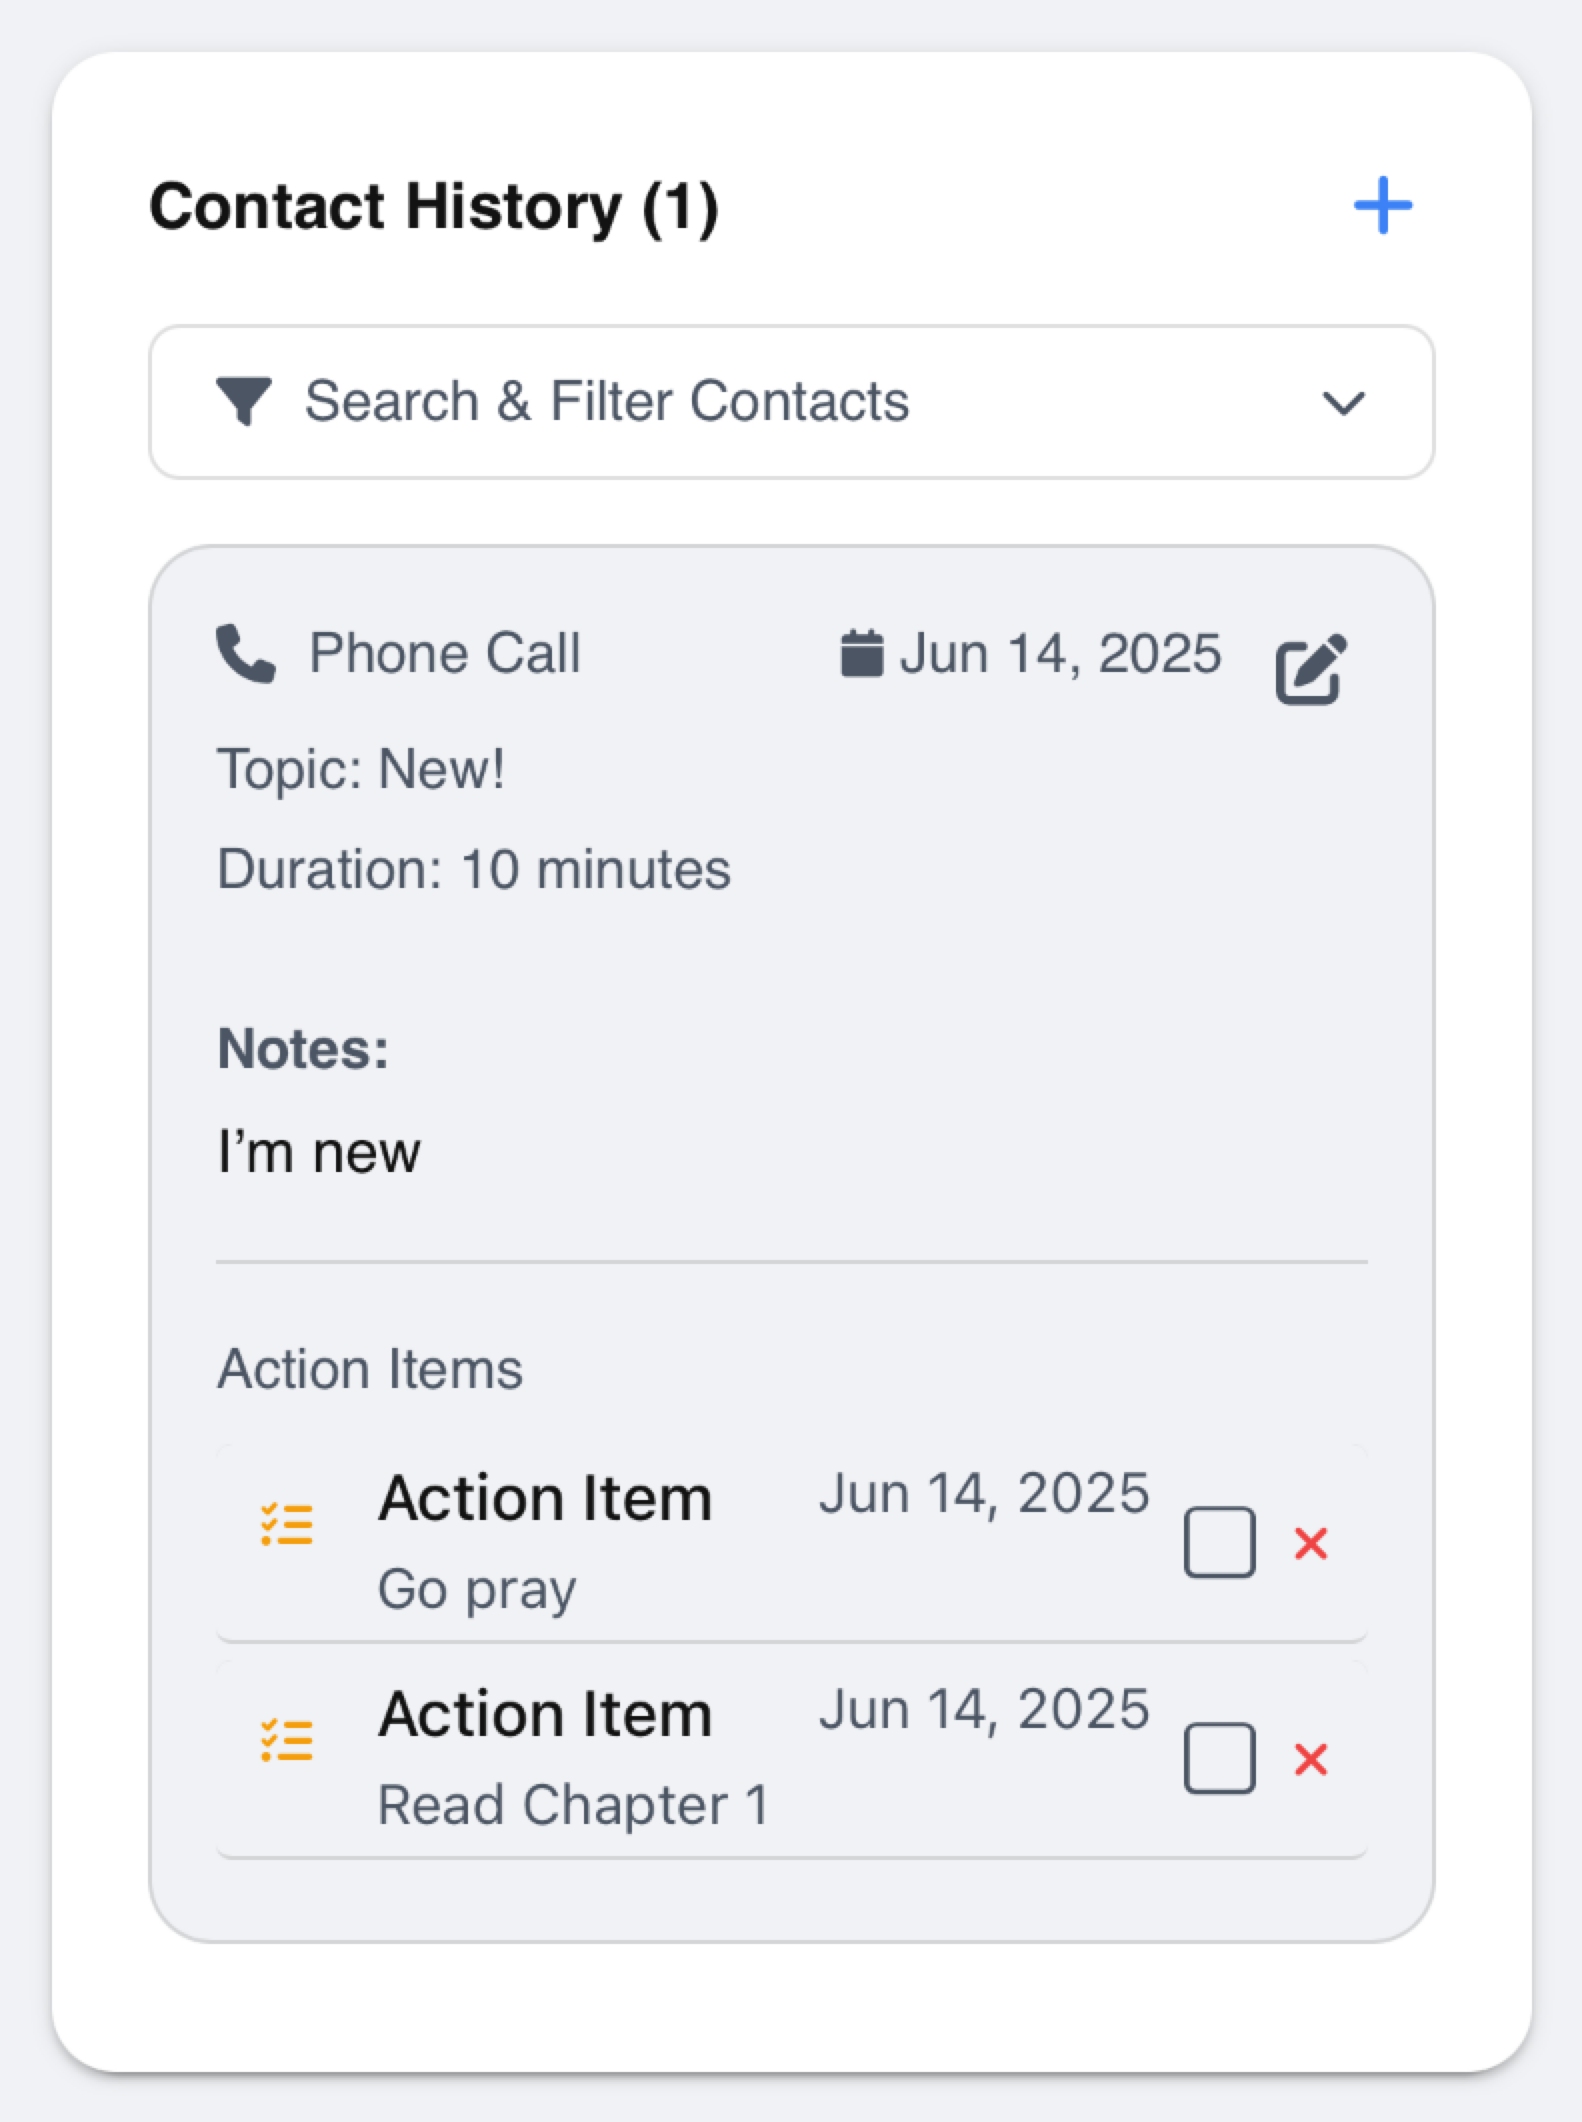 Contact History (1)
Search & Filter Contacts
Phone Call Jun 14, 2025
Topic: New!
Duration: 10 minutes
Notes:
I’m new
Action Items
Action Item Jun 14, 2025
Go pray
Action Item Jun 14, 2025
Read Chapter 1